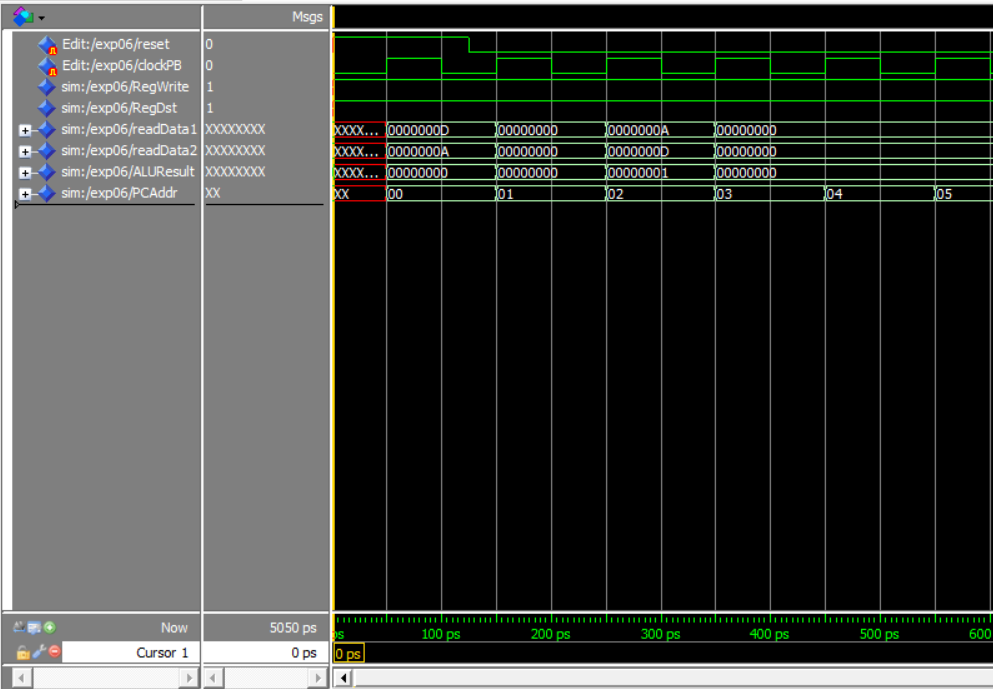 Msgs
Edit:/exp06/reset 0
Edit:/exp06/clockPB 0
sim:/exp06/RegWrite 1
sim:/exp06/RegDst 1
sim:/exp06/readData1 XXXXXXXX XXXX... 0000000D 00000000 0000000A 00000000
sim:/exp06/readData2 XXXXXXXX XXXX... 0000000A 00000000 0000000D 00000000
sim:/exp06/ALUResult XXXXXXXX XXXX... 00000000 00000000 00000001 00000000
sim:/exp06/PCAddr XX XX 00 01 02 03 04 05
Now 5050 ps ps 100 ps 200 ps 300 ps 400 ps 500 ps 600
Cursor 1 0 ps 0 ps